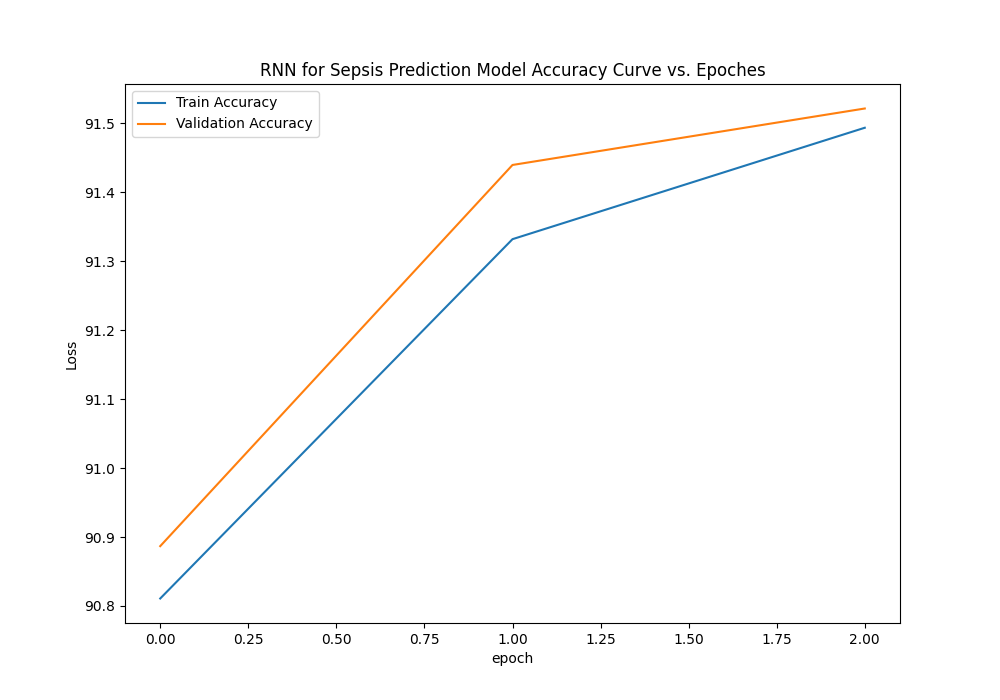 RNN for Sepsis Prediction Model Accuracy Curve vs. Epoches
Train Accuracy
Validation Accuracy
91.5
91.4
91.3
91.2
91.1
91.0
90.9
90.8
Loss
0.00 0.25 0.50 0.75 1.00 1.25 1.50 1.75 2.00
epoch